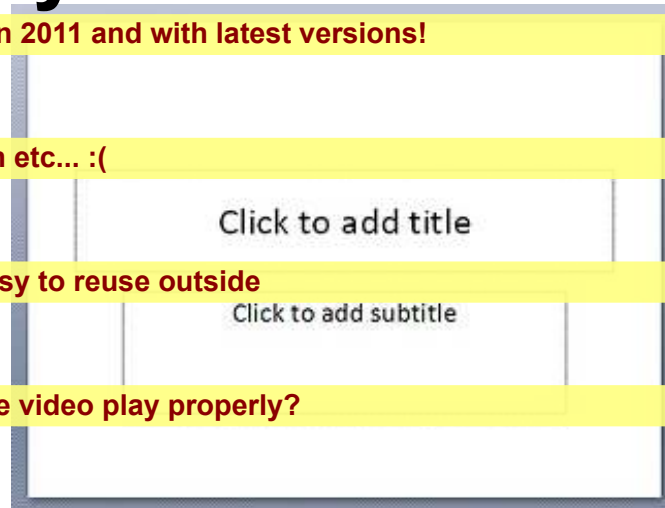 n 2011 and with latest versions!
etc... :(
Click to add title
sy to reuse outside
Click to add subtitle
e video play properly?